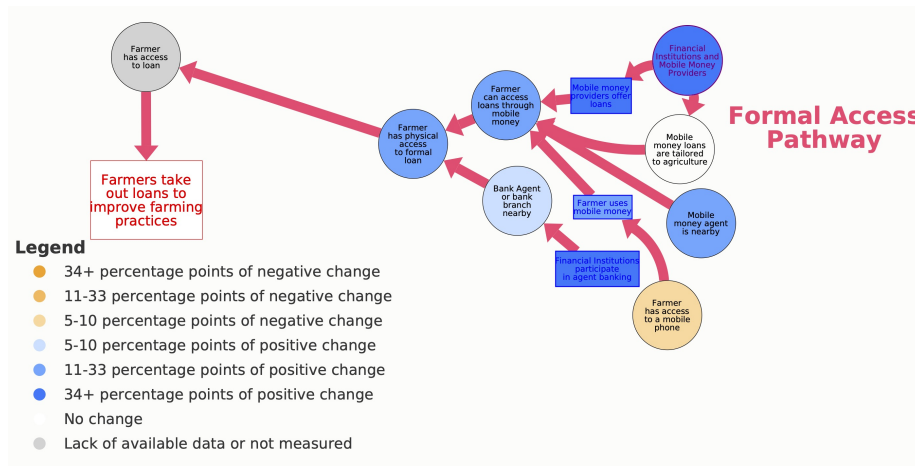 Farmer
has access
to loan
Farmers take
out loans to
improve farming
practices
Farmer
has physical
access
to formal
loan
Farmer
can access
loans through
mobile
money
Mobile money
providers offer
loans
Financial
Institutions and
Mobile Money
Providers
Formal Access
Pathway
Mobile
money loans
are tailored
to agriculture
Bank Agent
or bank
branch
nearby
Farmer uses
mobile money
Mobile
money agent
is nearby
Financial Institutions
participate
in agent banking
Farmer
has access
to a mobile
phone
Legend
34+ percentage points of negative change
11-33 percentage points of negative change
5-10 percentage points of negative change
5-10 percentage points of positive change
11-33 percentage points of positive change
34+ percentage points of positive change
No change
Lack of available data or not measured